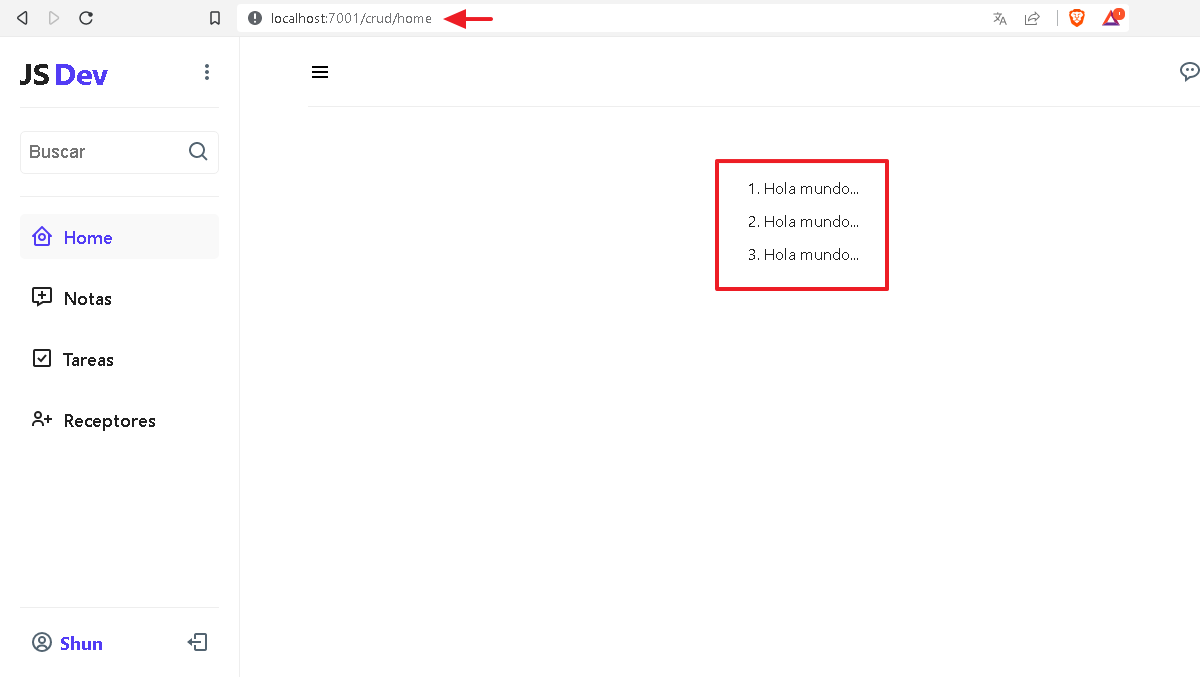 localhost:7001/crud/home
JS Dev
Buscar
Home
Notas
Tareas
Receptores
Shun
1. Hola mundo...
2. Hola mundo...
3. Hola mundo...